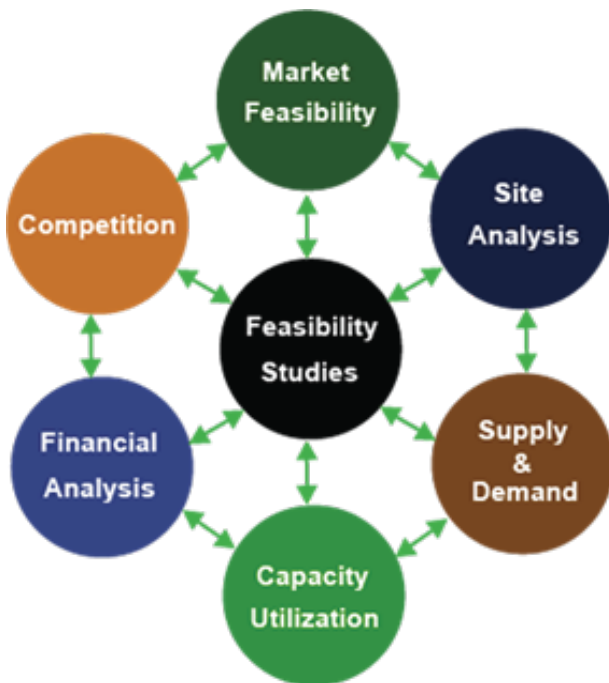 Market
Feasibility
Competition
Site
Analysis
Feasibility
Studies
Financial
Analysis
Supply
&
Demand
Capacity
Utilization